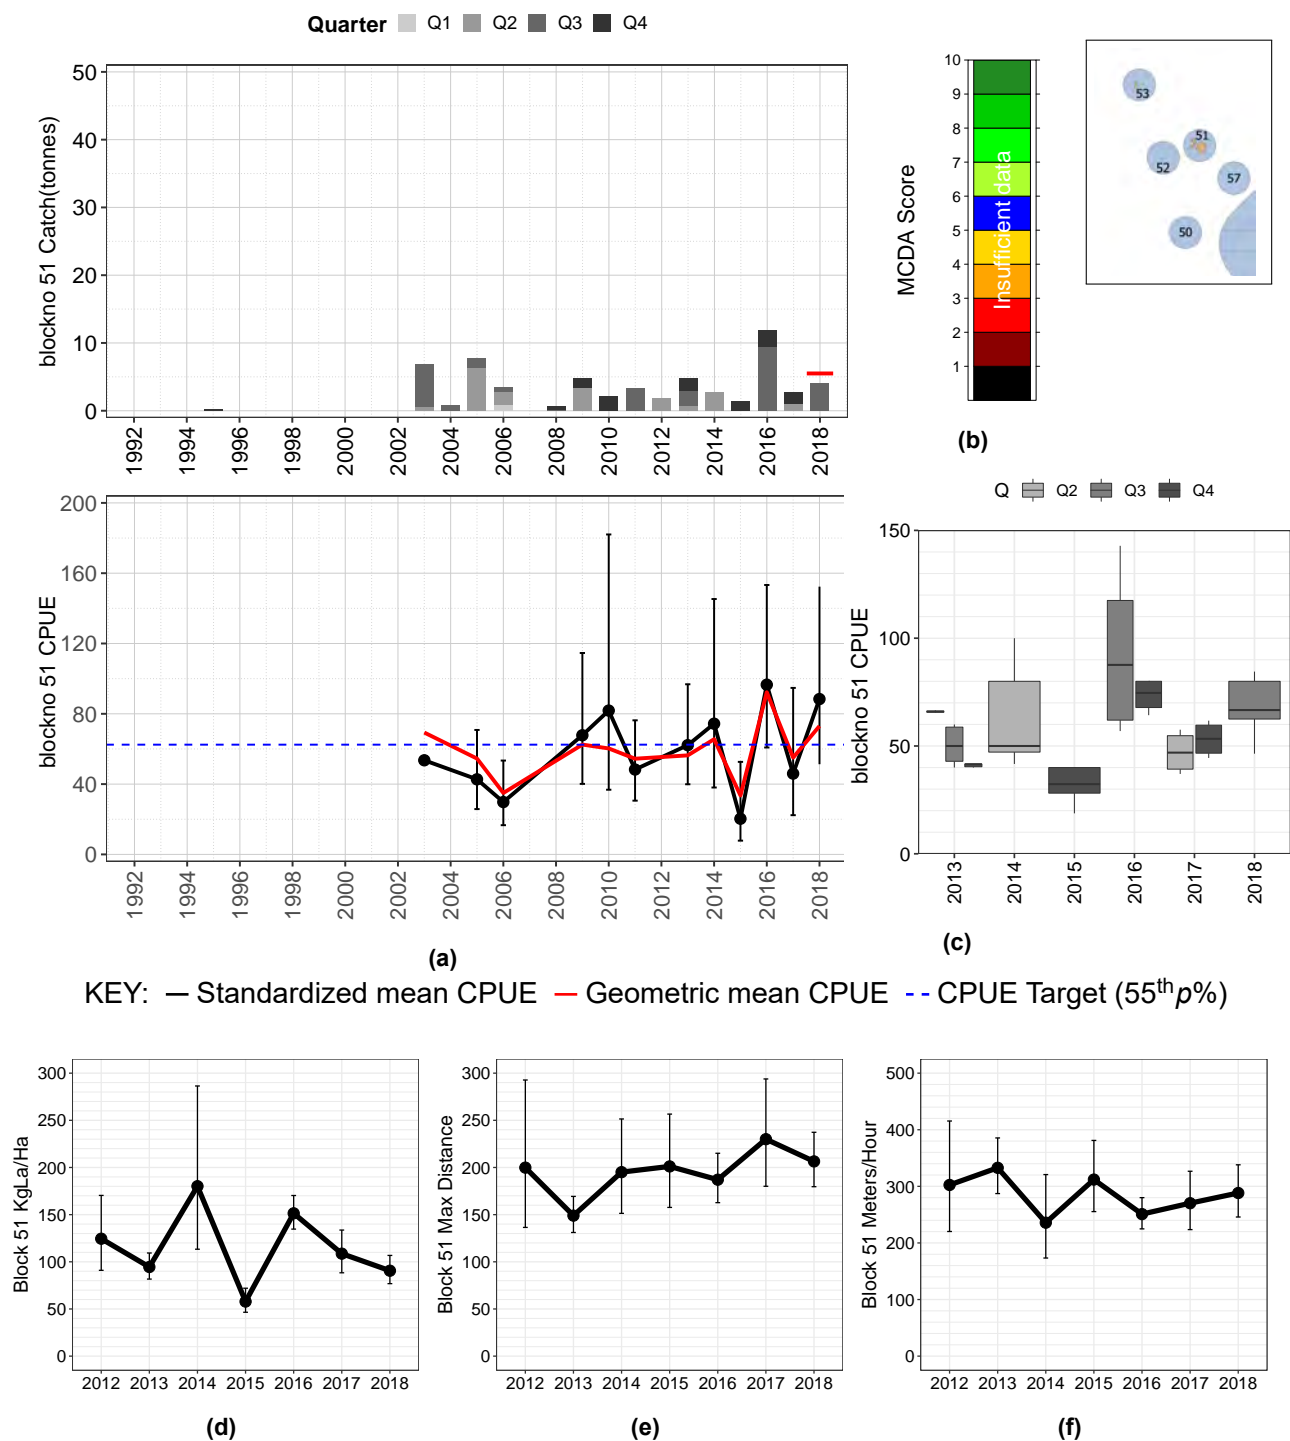 Quarter Q1 Q2 Q3 Q4
blockno 51 Catch(tonnes)
50
40
30
20
10
0
1992 1994 1996 1998 2000 2002 2004 2006 2008 2010 2012 2014 2016 2018
MCDA Score
10
9
8
7
6
5
4
3
2
1
Insufficient data
(b)
53
51
52
57
50
blockno 51 CPUE
200
160
120
80
40
0
1992 1994 1996 1998 2000 2002 2004 2006 2008 2010 2012 2014 2016 2018
(a)
Q Q2 Q3 Q4
blockno 51 CPUE
150
100
50
0
2013 2014 2015 2016 2017 2018
(c)
KEY: Standardized mean CPUE Geometric mean CPUE CPUE Target (55th p%)
Block 51 KgLa/Ha
300
250
200
150
100
50
0
2012 2013 2014 2015 2016 2017 2018
(d)
Block 51 Max Distance
300
250
200
150
100
50
0
2012 2013 2014 2015 2016 2017 2018
(e)
Block 51 Meters/Hour
500
400
300
200
100
0
2012 2013 2014 2015 2016 2017 2018
(f)